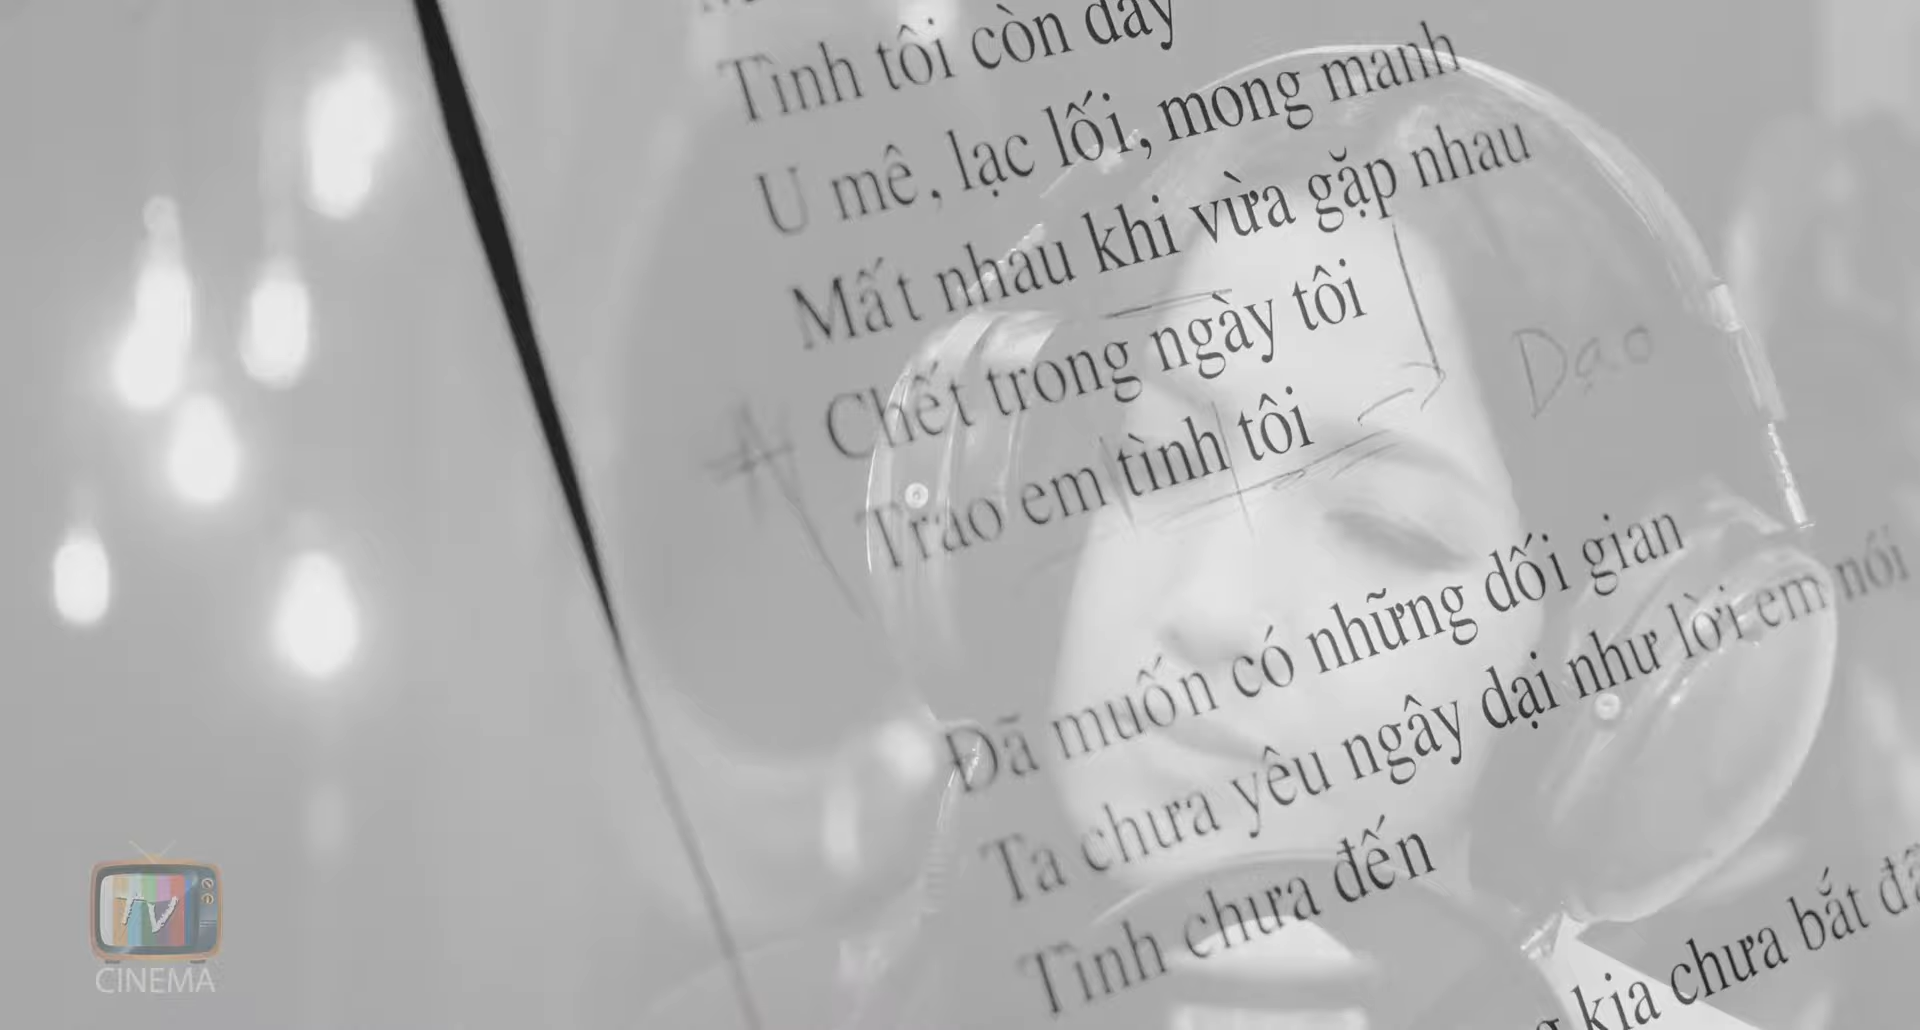 Tình tôi còn đây
U mê, lạc lối, mong manh
Mất nhau khi vừa gặp nhau
Chết trong ngày tôi
Trao em tình tôi
Dạo
Đã muốn có những dối gian
Ta chưa yêu ngây dại như lời em nói
Tình chưa đến
kia chưa bắt
TV
CINEMA